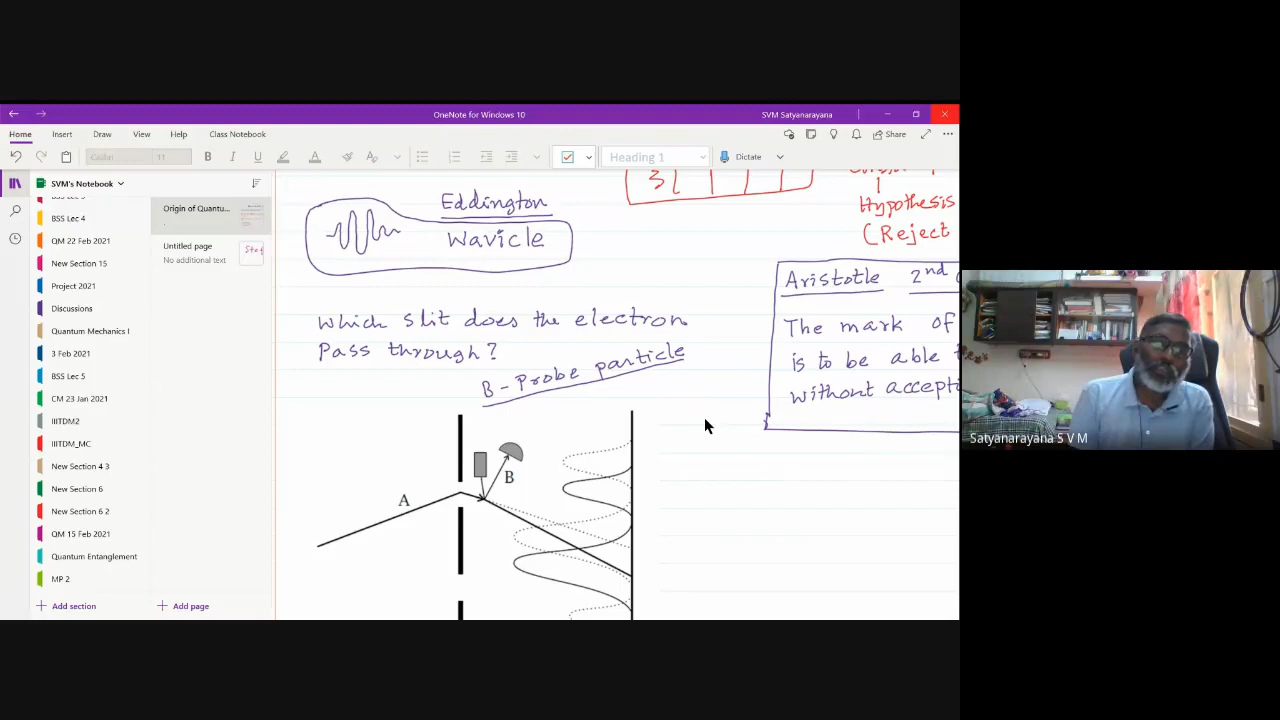 OneNote for Windows 10
SVM Satyanarayana
Home
Insert
Draw
View
Help
Class Notebook
Share
Calibri
11
B
I
U
A
Heading 1
Dictate
SVM's Notebook
BSS Lec 4
QM 22 Feb 2021
New Section 15
Project 2021
Discussions
Quantum Mechanics I
3 Feb 2021
BSS Lec 5
CM 23 Jan 2021
IIITDM2
IIITDM_MC
New Section 4 3
New Section 6
New Section 6 2
QM 15 Feb 2021
Quantum Entanglement
MP 2
Add section
Origin of Quantu...
.
Untitled page
No additional text
Add page
Eddington
Wavicle
Hypothesis
(Reject
Which slit does the electron
Pass through?
B - Probe particle
A
B
Aristotle 2nd
The mark of
is to be able
without accepti
Satyanarayana S V M